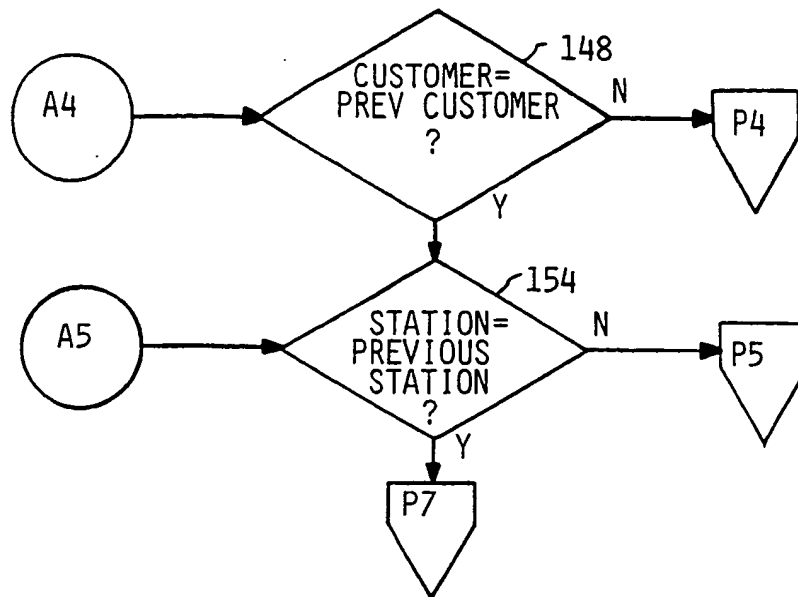 148
A4
CUSTOMER=
PREV CUSTOMER
?
N
P4
Y
154
A5
STATION=
PREVIOUS
STATION
?
N
P5
Y
P7